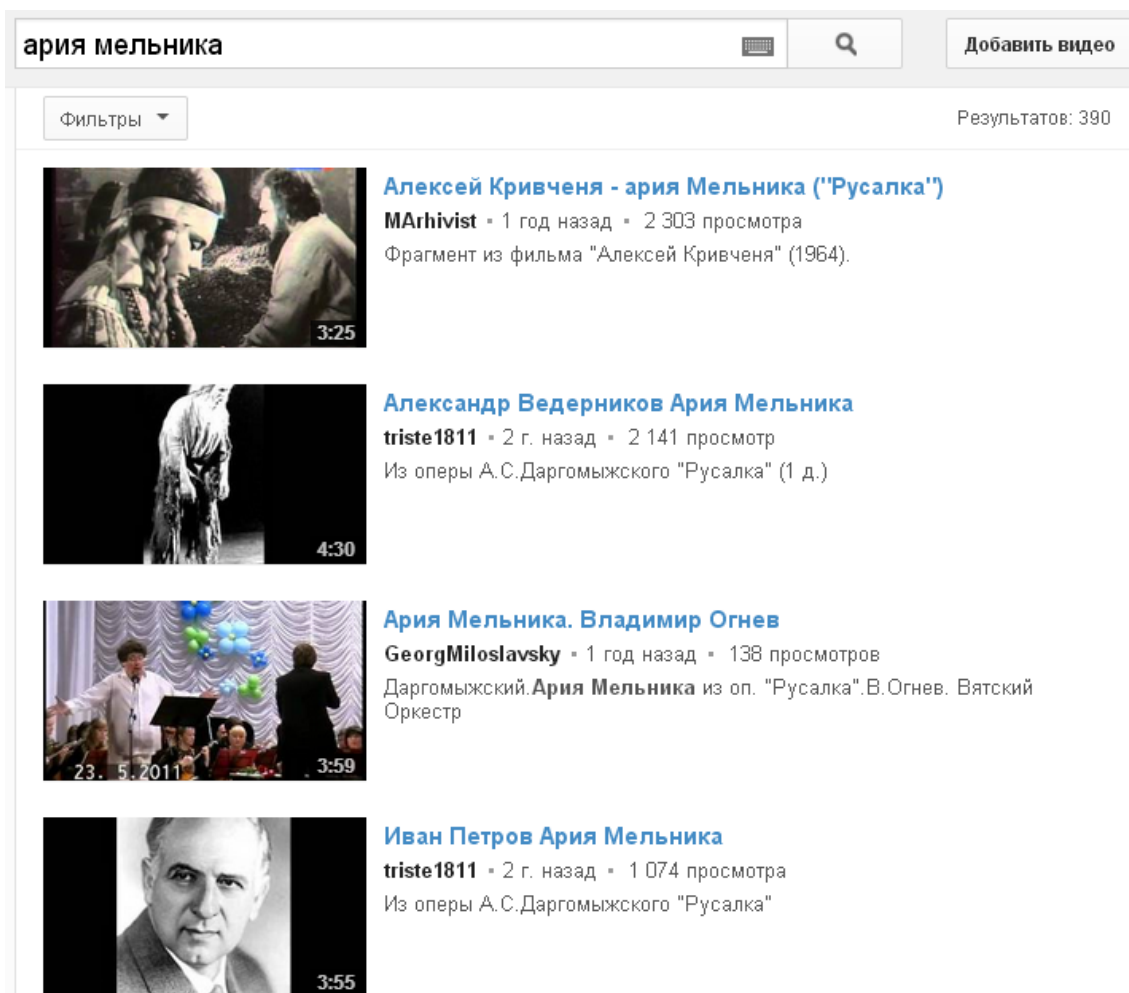 ария мельника
Добавить видео
Фильтры
Результатов: 390
Алексей Кривченя - ария Мельника ("Русалка")
MArhivist • 1 год назад • 2 303 просмотра
Фрагмент из фильма "Алексей Кривченя" (1964).
3:25
Александр Ведерников Ария Мельника
triste1811 • 2 г. назад • 2 141 просмотр
Из оперы А.С.Даргомыжского "Русалка" (1 д.)
4:30
Ария Мельника. Владимир Огнев
GeorgMiloslavsky • 1 год назад • 138 просмотров
Даргомыжский.Ария Мельника из оп. "Русалка".В.Огнев. Вятский
Оркестр
23. 5.2011
3:59
Иван Петров Ария Мельника
triste1811 • 2 г. назад • 1 074 просмотра
Из оперы А.С.Даргомыжского "Русалка"
3:55